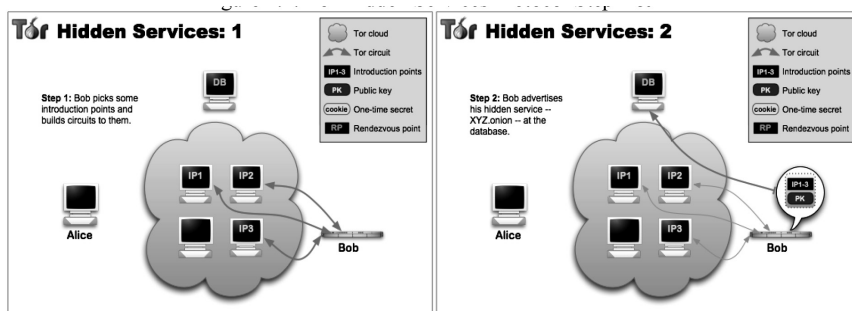 Tor Hidden Services: 1
Tor cloud
Tor circuit
IP1-3 Introduction points
PK Public key
cookie One-time secret
RP Rendezvous point
DB
Step 1: Bob picks some
introduction points and
builds circuits to them.
IP1
IP2
IP3
Alice
Bob
Tor Hidden Services: 2
Tor cloud
Tor circuit
IP1-3 Introduction points
PK Public key
cookie One-time secret
RP Rendezvous point
DB
Step 2: Bob advertises
his hidden service --
XYZ.onion -- at the
database.
IP1
IP2
IP3
IP1-3
PK
Alice
Bob